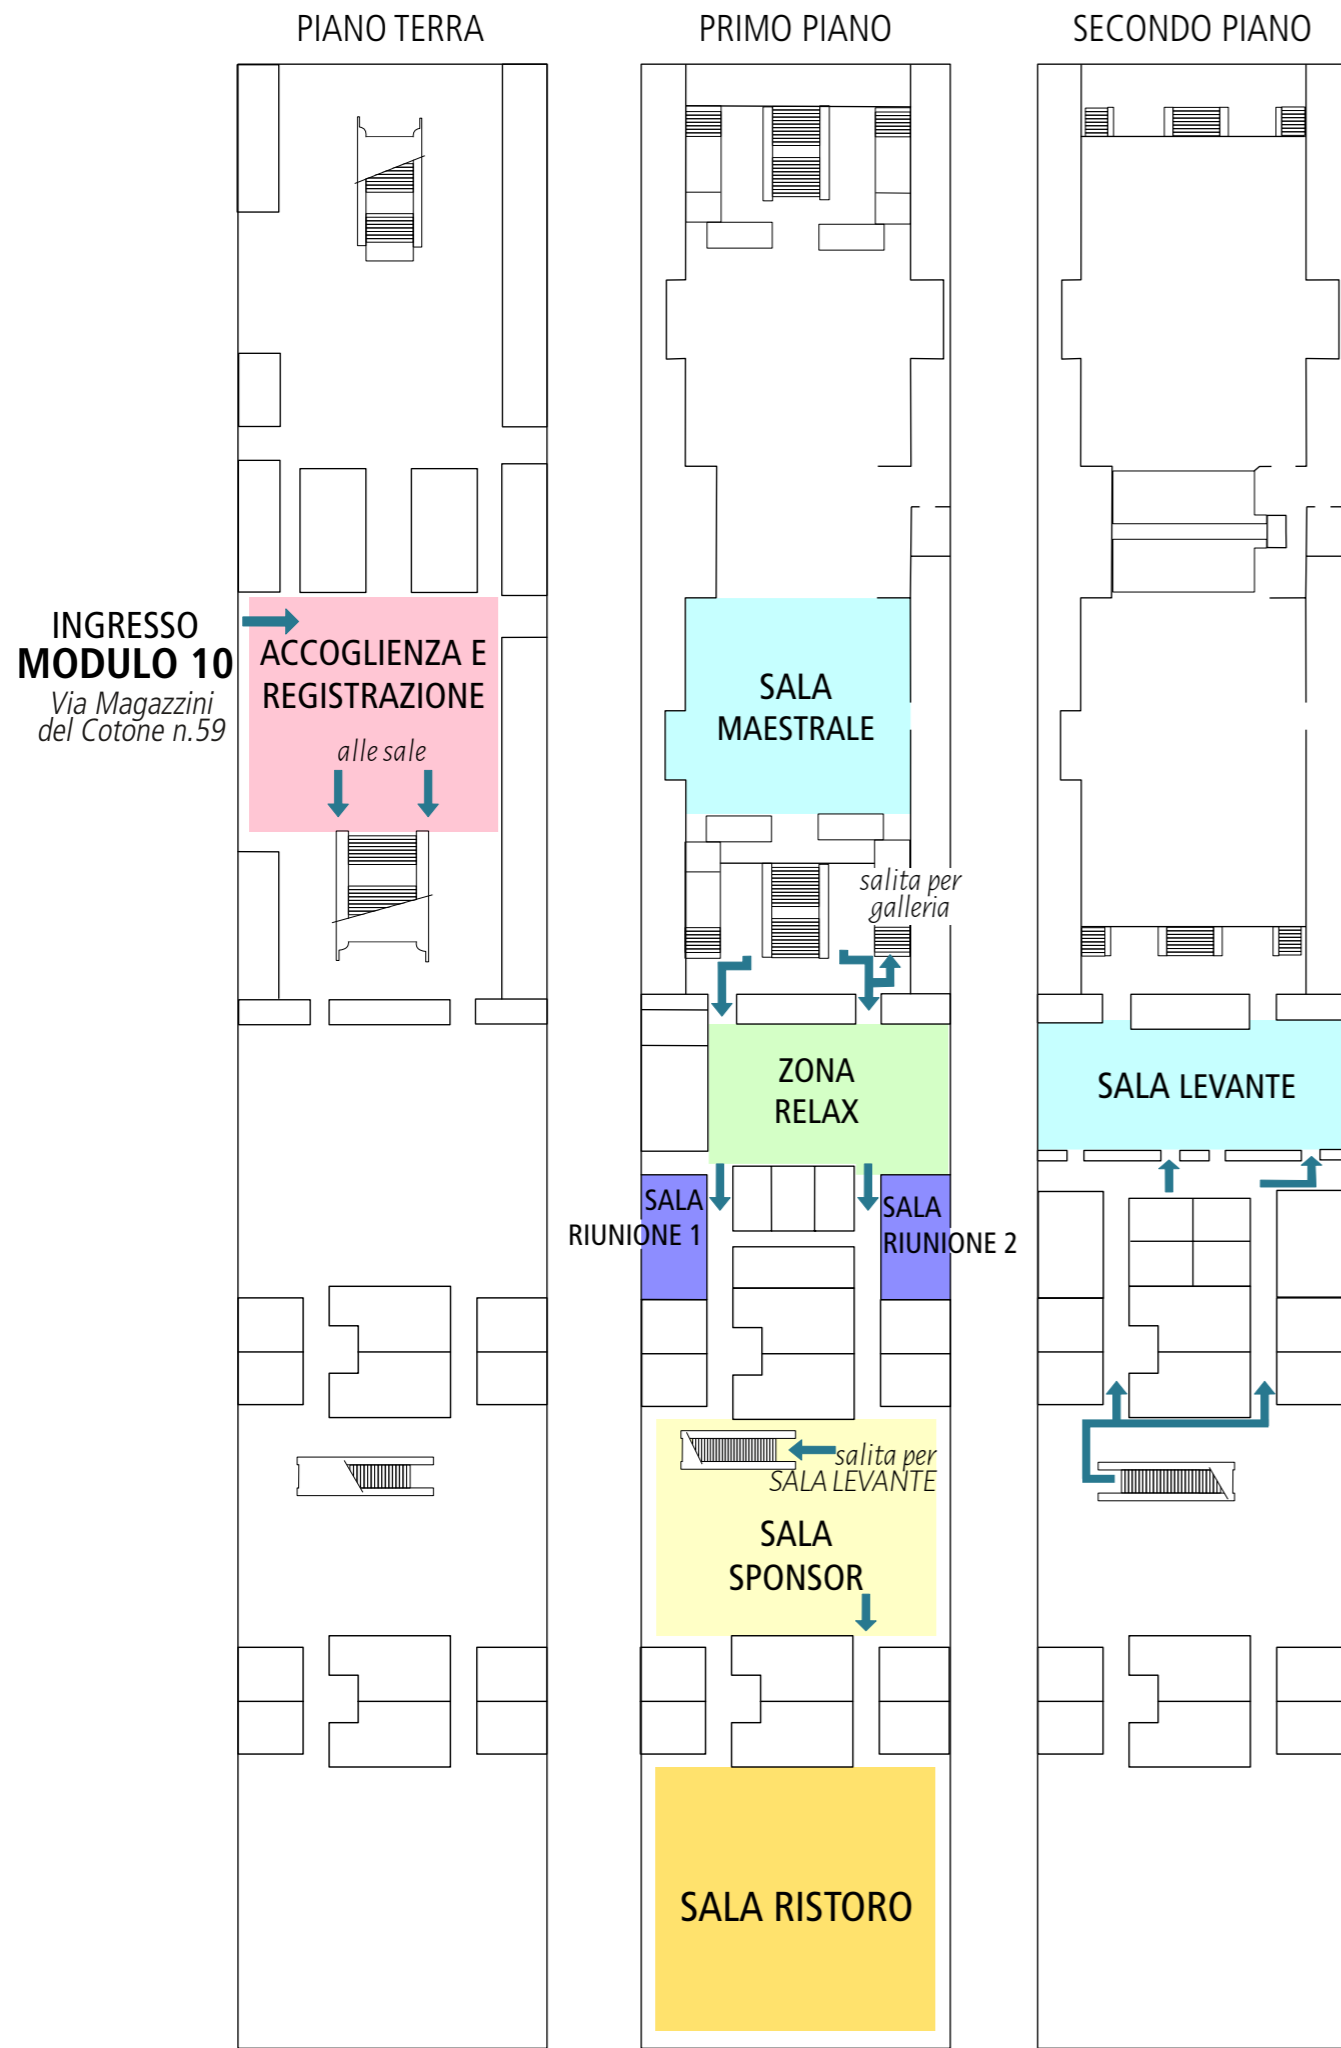 PIANO TERRA
PRIMO PIANO
SECONDO PIANO
INGRESSO
MODULO 10
Via Magazzini
del Cotone n.59
ACCOGLIENZA E
REGISTRAZIONE
alle sale
SALA
MAESTRALE
salita per
galleria
ZONA
RELAX
SALA
RIUNIONE 1
SALA
RIUNIONE 2
salita per
SALA LEVANTE
SALA
SPONSOR
SALA RISTORO
SALA LEVANTE